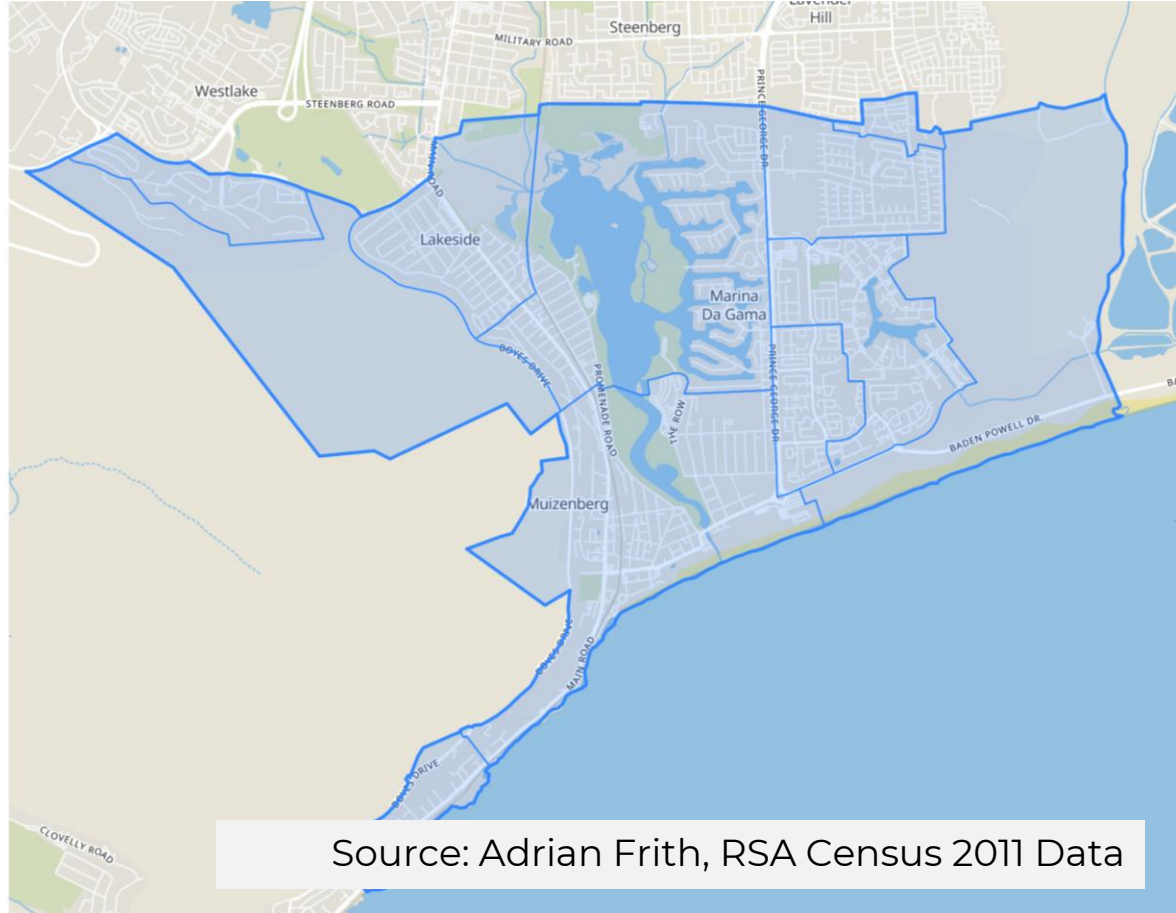 Lavender
Hill
Steenberg
MILITARY ROAD
Westlake
STEENBERG ROAD
PRINCE GEORGE DR.
MAIN ROAD
Lakeside
Marina
Da Gama
BOYES DRIVE
PROMENADE ROAD
PRINCE GEORGE DR.
THE ROW
BADEN POWELL DR.
BA
Muizenberg
BOYES DRIVE
MAIN ROAD
BOYES DRIVE
CLOVELLY ROAD
Source: Adrian Frith, RSA Census 2011 Data